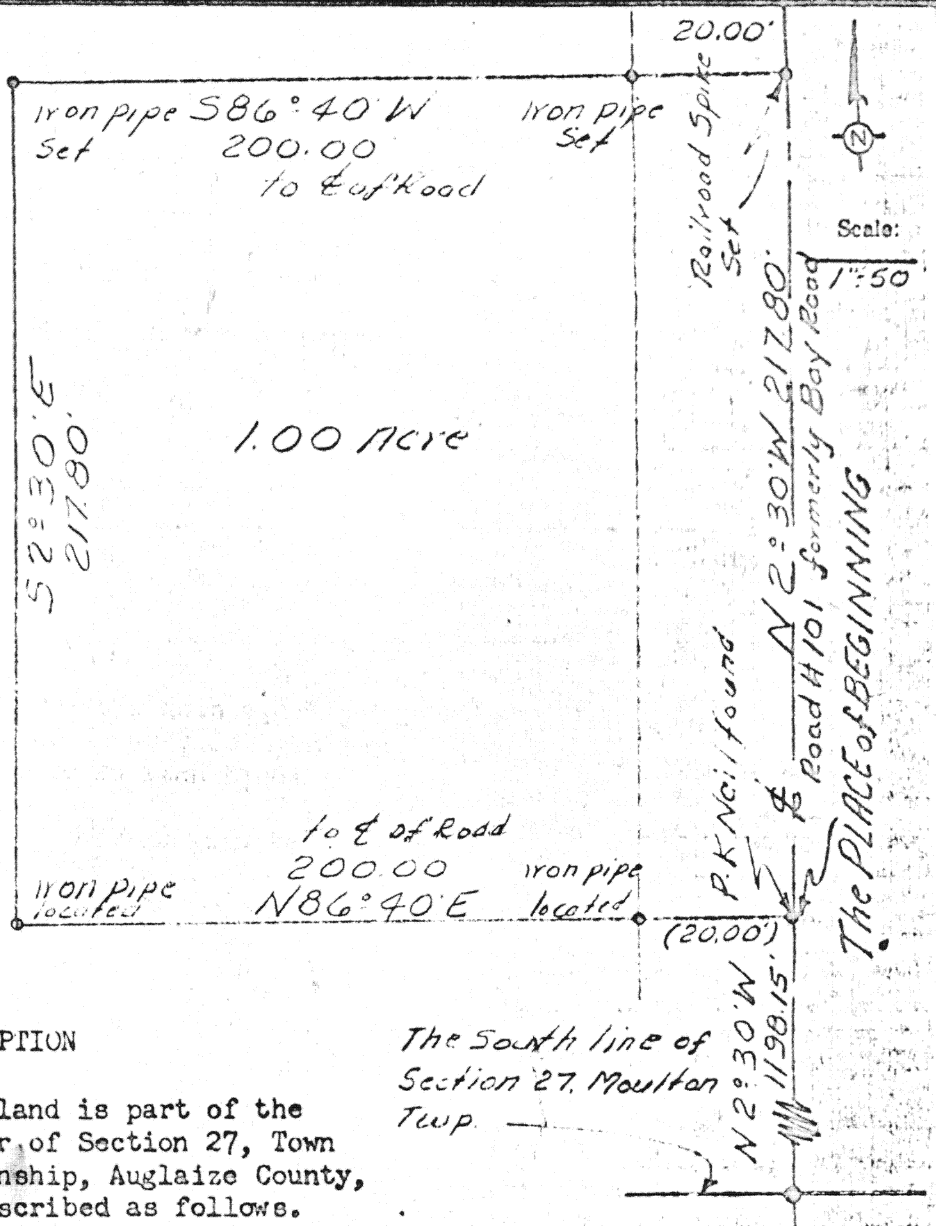 20.00'
iron pipe
Set
S86°40'W
200.00
to ℄ of Road
Iron pipe
Set
Railroad Spike
Set
N
Scale:
1"=50'
S2°30'E
217.80'
1.00 Acre
N2°30'W 217.80'
℄ Road # 101 formerly Bay Road
The PLACE of BEGINNING
P.K Nail found
to ℄ of Road
200.00
N86°40'E
iron pipe
located
iron pipe
located
(20.00')
N2°30'W
1198.15'
The South line of
Section 27, Moulton
Twp.
PTION
land is part of the
r of Section 27, Town
nship, Auglaize County,
scribed as follows.